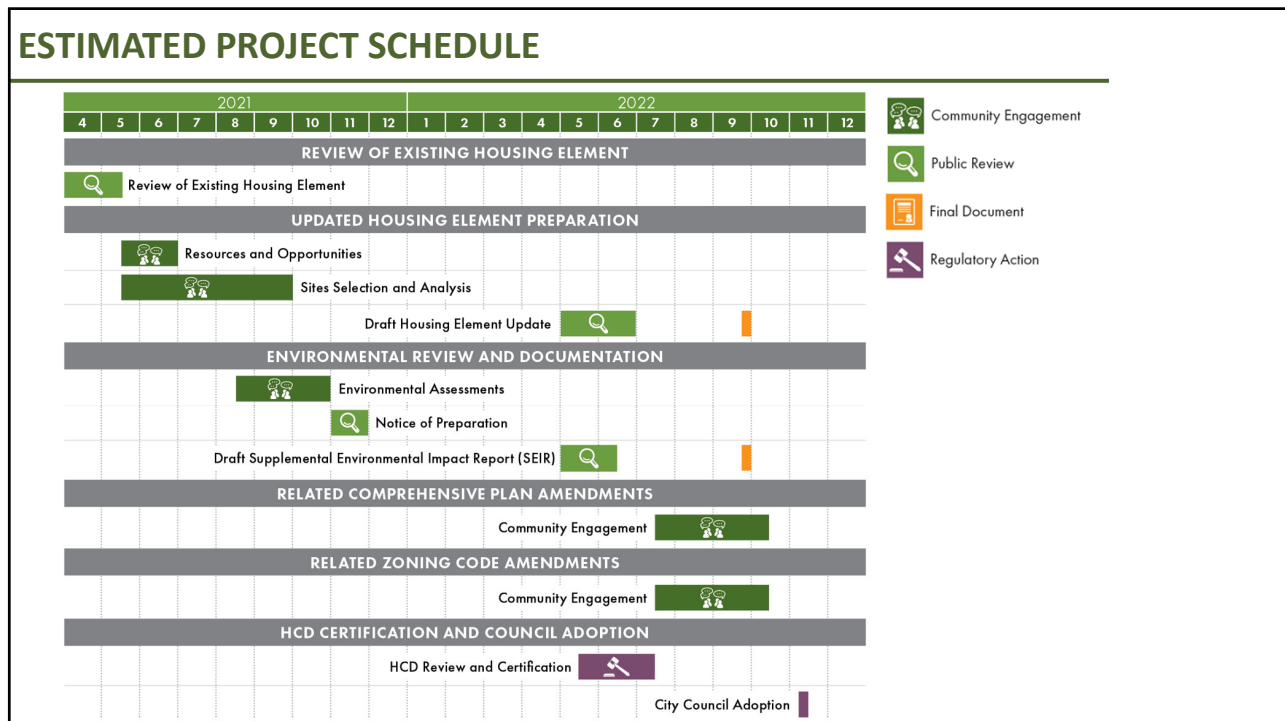 ESTIMATED PROJECT SCHEDULE
2021 2022
4 5 6 7 8 9 10 11 12 1 2 3 4 5 6 7 8 9 10 11 12
REVIEW OF EXISTING HOUSING ELEMENT
Review of Existing Housing Element
UPDATED HOUSING ELEMENT PREPARATION
Resources and Opportunities
Sites Selection and Analysis
Draft Housing Element Update
ENVIRONMENTAL REVIEW AND DOCUMENTATION
Environmental Assessments
Notice of Preparation
Draft Supplemental Environmental Impact Report (SEIR)
RELATED COMPREHENSIVE PLAN AMENDMENTS
Community Engagement
RELATED ZONING CODE AMENDMENTS
Community Engagement
HCD CERTIFICATION AND COUNCIL ADOPTION
HCD Review and Certification
City Council Adoption
Community Engagement
Public Review
Final Document
Regulatory Action